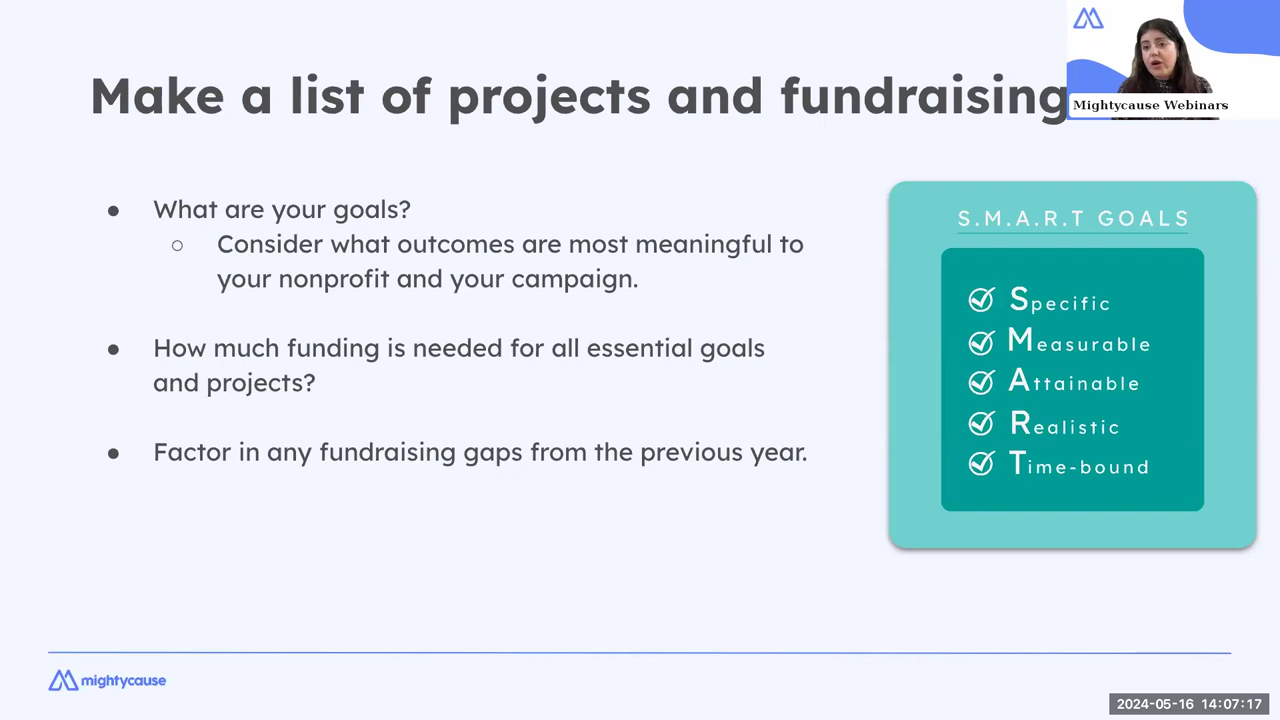 Make a list of projects and fundraising
Mightycause Webinars
What are your goals?
Consider what outcomes are most meaningful to
your nonprofit and your campaign.
How much funding is needed for all essential goals
and projects?
Factor in any fundraising gaps from the previous year.
S.M.A.R.T GOALS
Specific
Measurable
Attainable
Realistic
Time-bound
mightycause
2024-05-16 14:07:17